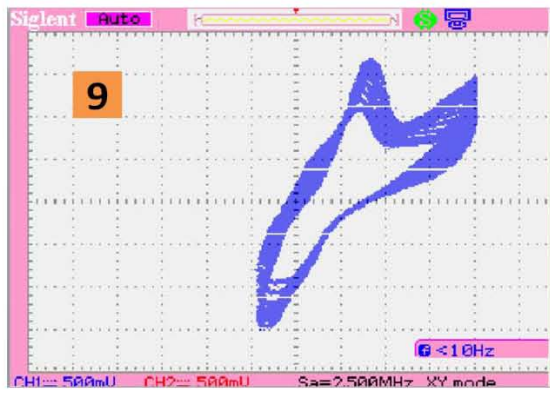 Siglent Auto
9
f <10Hz
CH1 500mV CH2 500mV Sa=2.500MHz XY mode